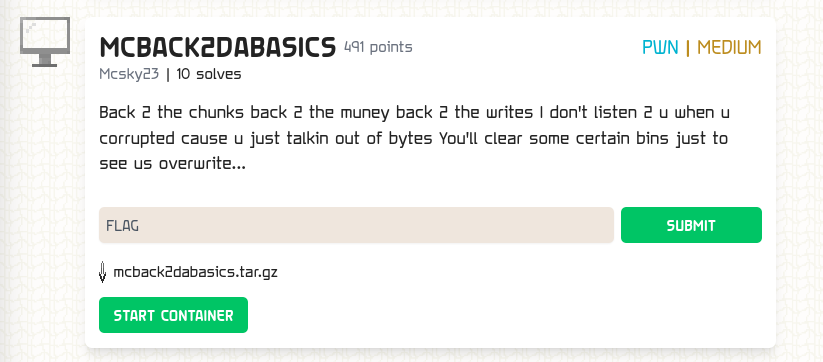 MCBACK2DABASICS 491 points PWN | MEDIUM
Mcsky23 | 10 solves
Back 2 the chunks back 2 the muney back 2 the writes I don't listen 2 u when u
corrupted cause u just talkin out of bytes You'll clear some certain bins just to
see us overwrite...
FLAG SUBMIT
mcback2dabasics.tar.gz
START CONTAINER